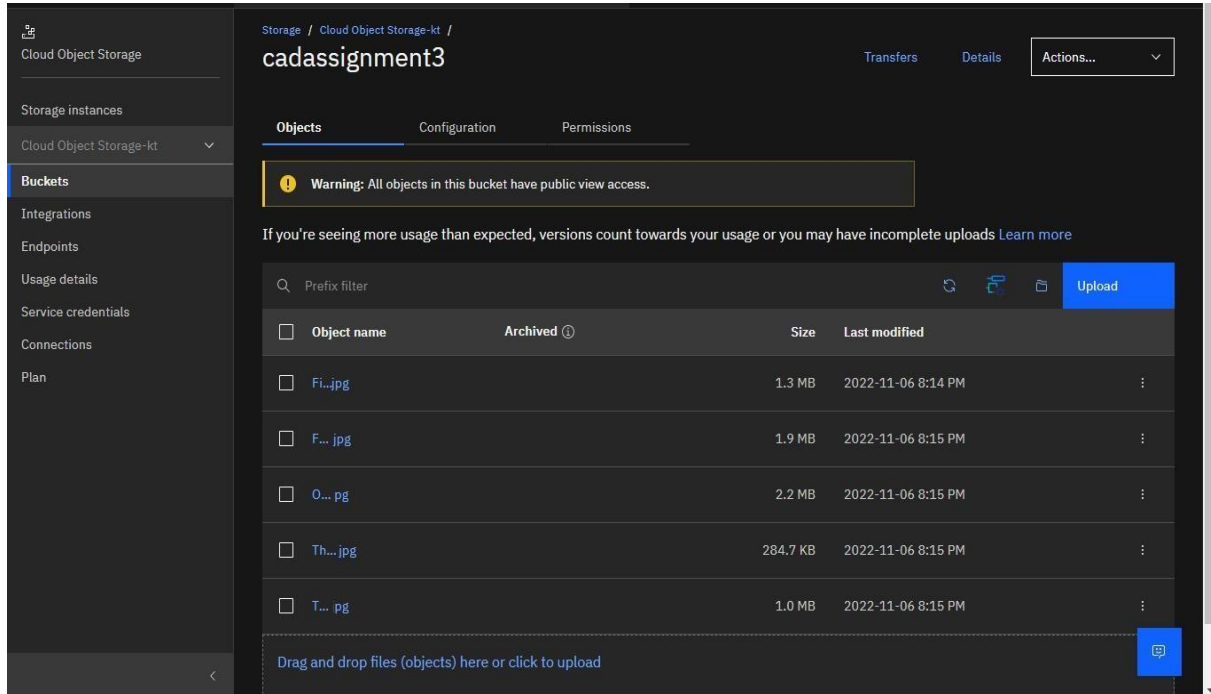 Cloud Object Storage
Storage instances
Cloud Object Storage-kt
Buckets
Integrations
Endpoints
Usage details
Service credentials
Connections
Plan
Storage / Cloud Object Storage-kt /
cadassignment3
Transfers Details Actions...
Objects Configuration Permissions
Warning: All objects in this bucket have public view access.
If you're seeing more usage than expected, versions count towards your usage or you may have incomplete uploads Learn more
Prefix filter Upload
Object name Archived Size Last modified
Fi...jpg 1.3 MB 2022-11-06 8:14 PM
F... jpg 1.9 MB 2022-11-06 8:15 PM
O... pg 2.2 MB 2022-11-06 8:15 PM
Th... jpg 284.7 KB 2022-11-06 8:15 PM
T... pg 1.0 MB 2022-11-06 8:15 PM
Drag and drop files (objects) here or click to upload